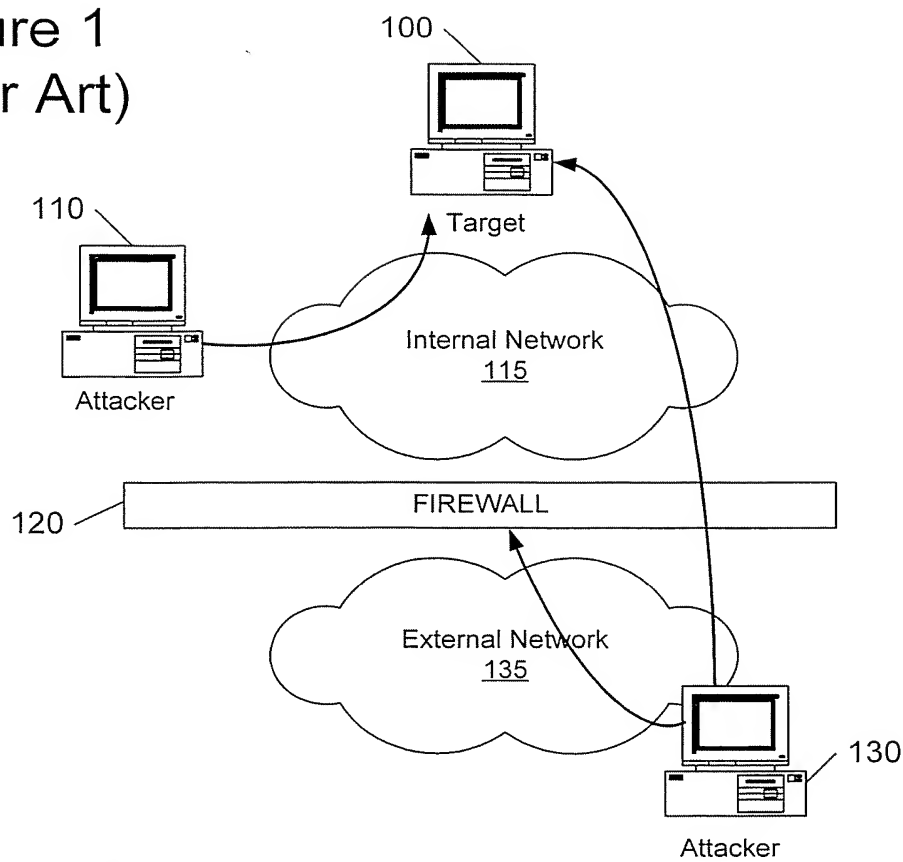 ure 1
r Art)
100
110
Target
Internal Network
115
Attacker
FIREWALL
120
External Network
135
130
Attacker